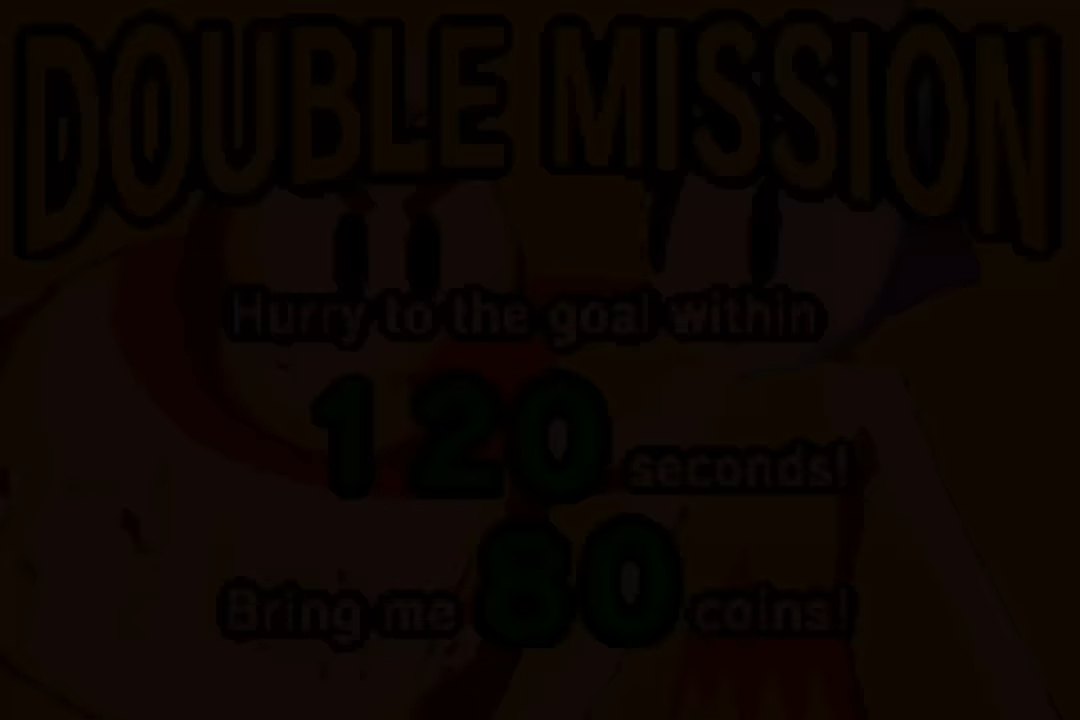 DOUBLE MISSION
Hurry to the goal within
120 seconds!
Bring me 80 coins!